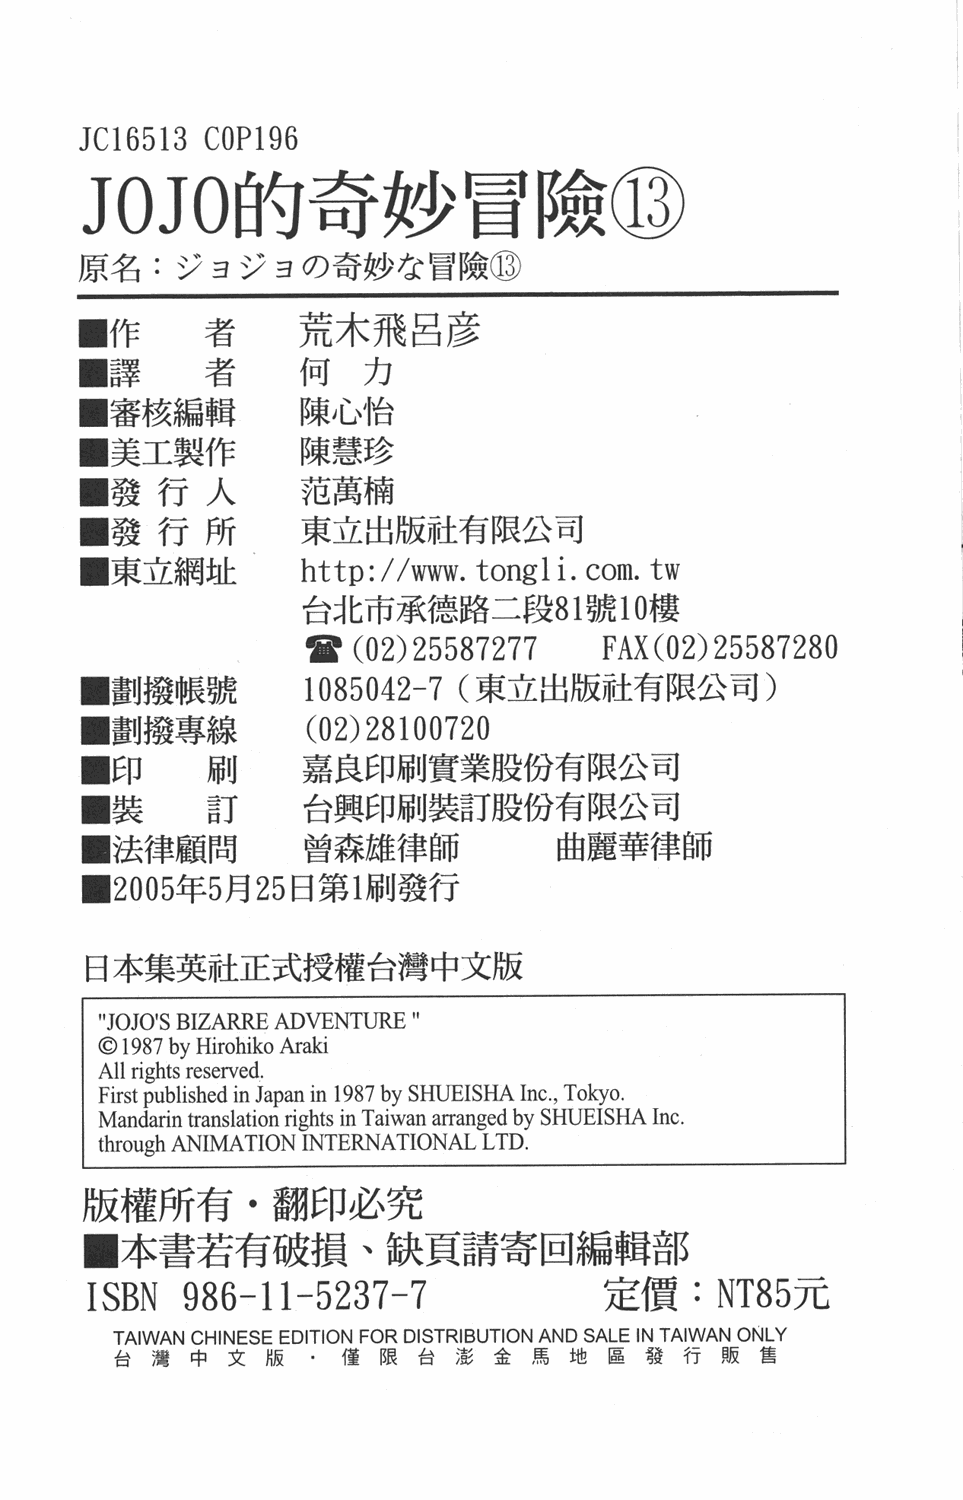 JC16513 C0P196
JOJO的奇妙冒險⑬
原名：ジョジョの奇妙な冒險⑬
■作者 荒木飛呂彦
■譯者 何 力
■審核編輯 陳心怡
■美工製作 陳慧珍
■發行人 范萬楠
■發行所 東立出版社有限公司
■東立網址 http://www.tongli.com.tw
台北市承德路二段81號10樓
☎(02)25587277 FAX(02)25587280
■劃撥帳號 1085042-7（東立出版社有限公司）
■劃撥專線 (02)28100720
■印刷 嘉良印刷實業股份有限公司
■裝訂 台興印刷裝訂股份有限公司
■法律顧問 曾森雄律師 曲麗華律師
■2005年5月25日第1刷發行
日本集英社正式授權台灣中文版
"JOJO'S BIZARRE ADVENTURE "
©1987 by Hirohiko Araki
All rights reserved.
First published in Japan in 1987 by SHUEISHA Inc., Tokyo.
Mandarin translation rights in Taiwan arranged by SHUEISHA Inc.
through ANIMATION INTERNATIONAL LTD.
版權所有・翻印必究
■本書若有破損、缺頁請寄回編輯部
ISBN 986-11-5237-7 定價：NT85元
TAIWAN CHINESE EDITION FOR DISTRIBUTION AND SALE IN TAIWAN ONLY
台灣中文版・僅限台澎金馬地區發行販售